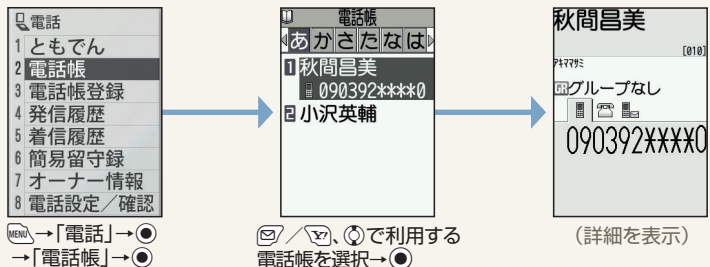 電話
1 ともでん
2 電話帳
3 電話帳登録
4 発信履歴
5 着信履歴
6 簡易留守録
7 オーナー情報
8 電話設定/確認
MENU→「電話」→
→「電話帳」→
電話帳
あかさたなは
1 秋間昌美
090392****0
2 小沢英輔
/Y!、で利用する
電話帳を選択→
秋間昌美
[010]
アキママサミ
GRグループなし
090392****0
(詳細を表示)